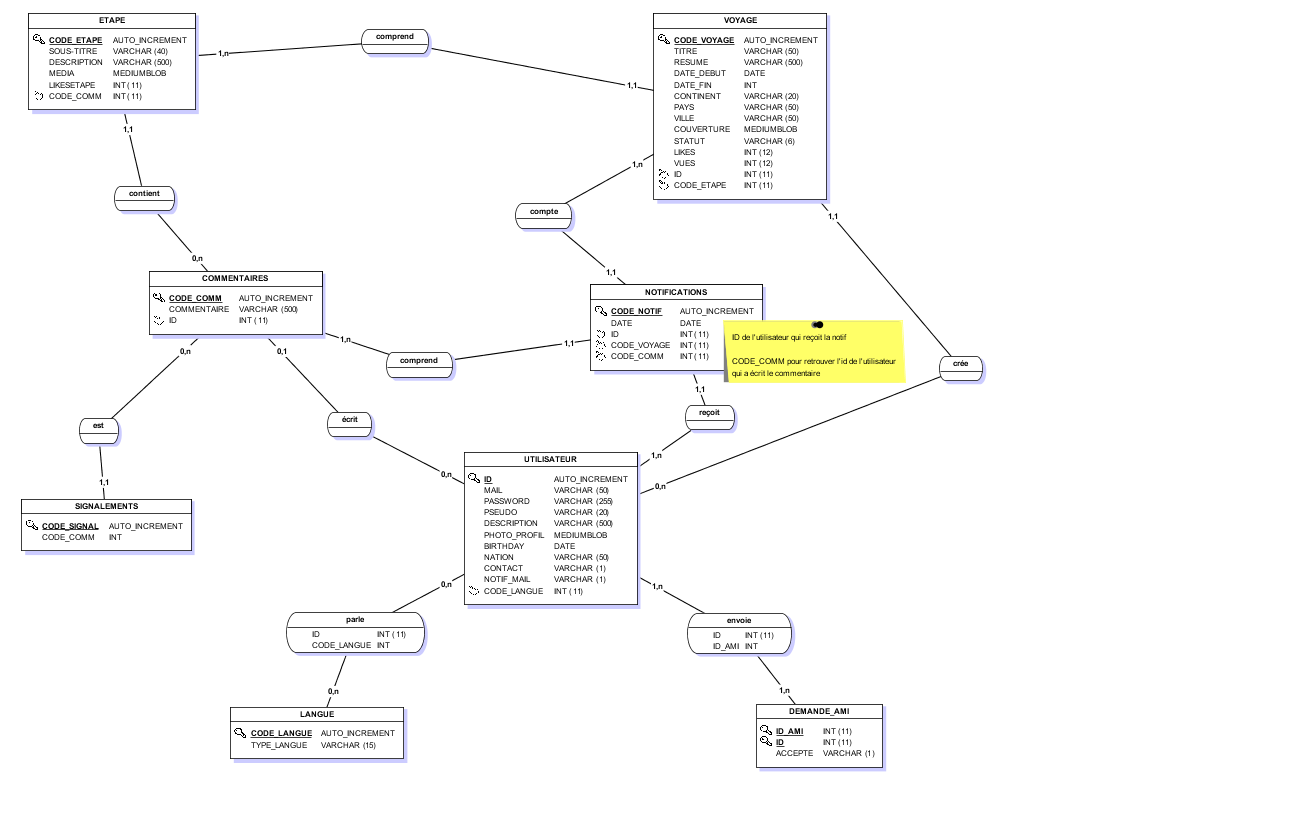 ETAPE
CODE_ETAPE AUTO_INCREMENT
SOUS-TITRE VARCHAR (40)
DESCRIPTION VARCHAR (500)
MEDIA MEDIUMBLOB
LIKESETAPE INT (11)
CODE_COMM INT (11)
1,n
comprend
1,1
VOYAGE
CODE_VOYAGE AUTO_INCREMENT
TITRE VARCHAR (50)
RESUME VARCHAR (500)
DATE_DEBUT DATE
DATE_FIN INT
CONTINENT VARCHAR (20)
PAYS VARCHAR (50)
VILLE VARCHAR (50)
COUVERTURE MEDIUMBLOB
STATUT VARCHAR (6)
LIKES INT (12)
VUES INT (12)
ID INT (11)
CODE_ETAPE INT (11)
1,1
contient
0,n
1,n
compte
1,1
1,1
crée
0,n
COMMENTAIRES
CODE_COMM AUTO_INCREMENT
COMMENTAIRE VARCHAR (500)
ID INT (11)
1,n
comprend
1,1
NOTIFICATIONS
CODE_NOTIF AUTO_INCREMENT
DATE DATE
ID INT (11)
CODE_VOYAGE INT (11)
CODE_COMM INT (11)
ID de l'utilisateur qui reçoit la notif
CODE_COMM pour retrouver l'id de l'utilisateur
qui a écrit le commentaire
0,n
est
1,1
0,1
écrit
0,n
1,1
reçoit
1,n
SIGNALEMENTS
CODE_SIGNAL AUTO_INCREMENT
CODE_COMM INT
UTILISATEUR
ID AUTO_INCREMENT
MAIL VARCHAR (50)
PASSWORD VARCHAR (255)
PSEUDO VARCHAR (20)
DESCRIPTION VARCHAR (500)
PHOTO_PROFIL MEDIUMBLOB
BIRTHDAY DATE
NATION VARCHAR (50)
CONTACT VARCHAR (1)
NOTIF_MAIL VARCHAR (1)
CODE_LANGUE INT (11)
0,n
parle
ID INT (11)
CODE_LANGUE INT
0,n
1,n
envoie
ID INT (11)
ID_AMI INT
1,n
LANGUE
CODE_LANGUE AUTO_INCREMENT
TYPE_LANGUE VARCHAR (15)
DEMANDE_AMI
ID_AMI INT (11)
ID INT (11)
ACCEPTE VARCHAR (1)